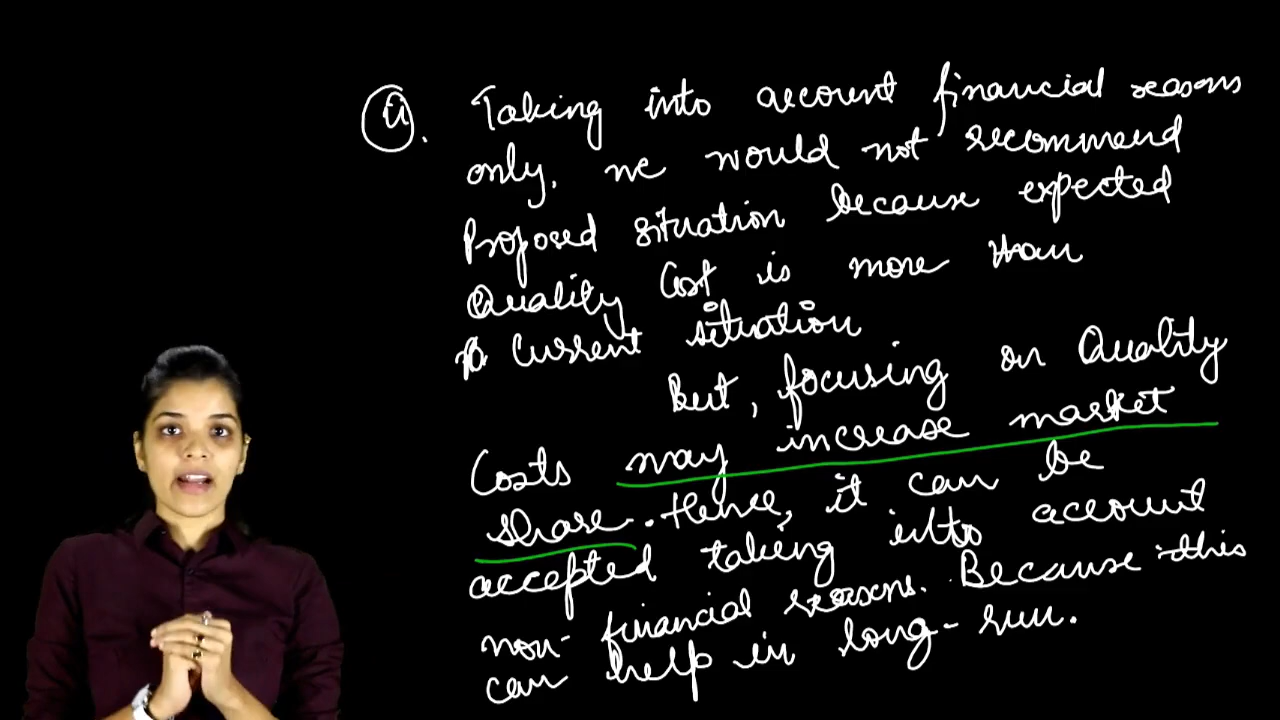 ii. Taking into account financial reasons
only, we would not recommend
Proposed situation because expected
Quality Cost is more than
Current situation
But, focusing on Quality
Costs may increase market
share. Hence, it can be
accepted taking into account
non-financial reasons. Because this
can help in long-run.